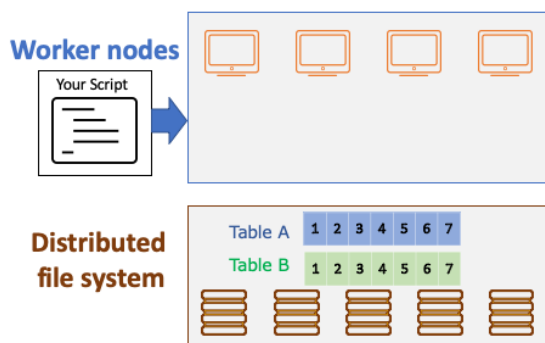 Worker nodes
Your Script
Distributed
file system
Table A 1 2 3 4 5 6 7
Table B 1 2 3 4 5 6 7